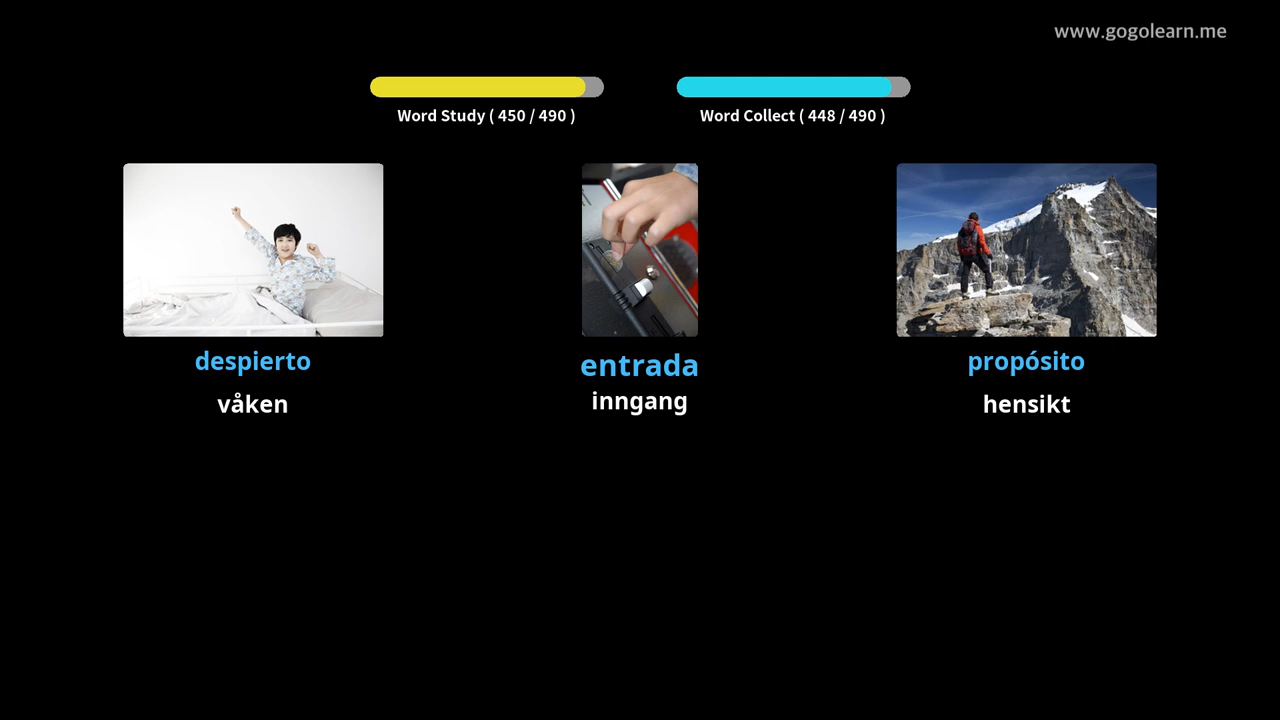 www.gogolearn.me
Word Study ( 450 / 490 )
Word Collect ( 448 / 490 )
despierto
våken
entrada
inngang
propósito
hensikt